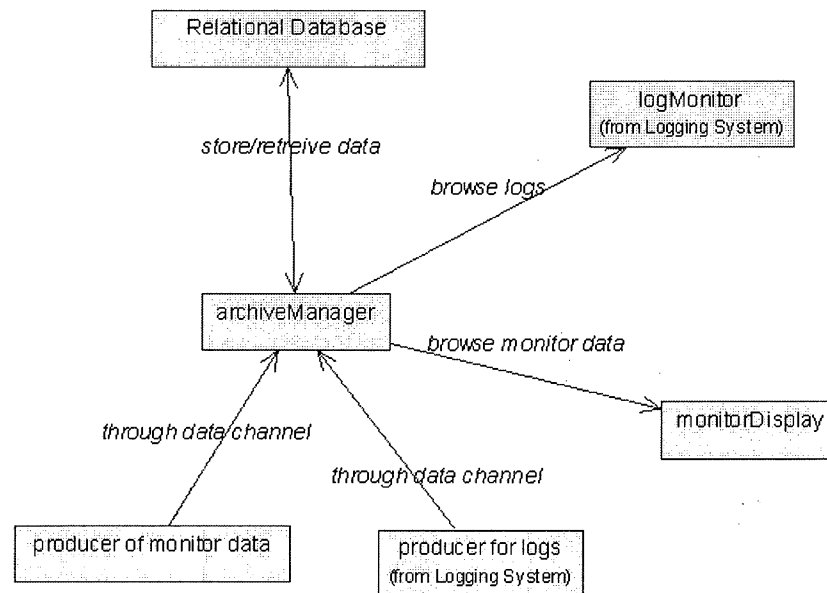 Relational Database
logMonitor
(from Logging System)
store/retreive data
browse logs
archiveManager
browse monitor data
monitorDisplay
through data channel
through data channel
producer of monitor data
producer for logs
(from Logging System)